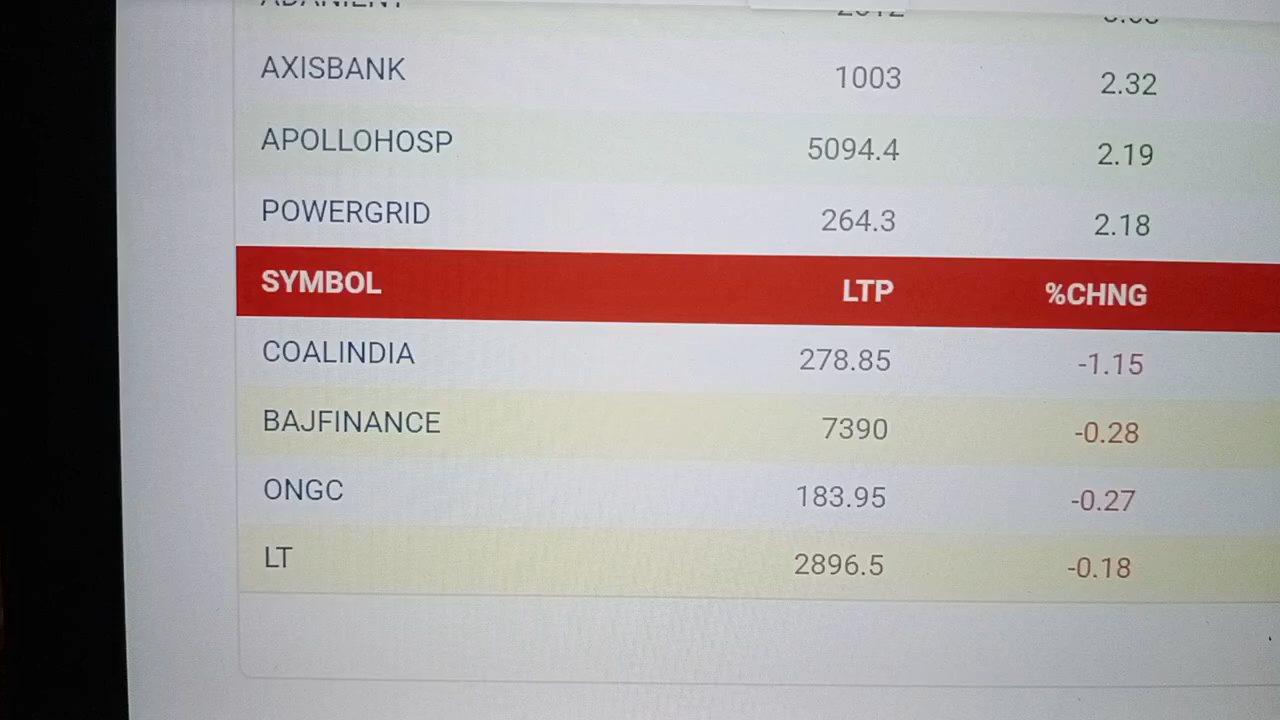 AXISBANK 1003 2.32
APOLLOHOSP 5094.4 2.19
POWERGRID 264.3 2.18
SYMBOL LTP %CHNG
COALINDIA 278.85 -1.15
BAJFINANCE 7390 -0.28
ONGC 183.95 -0.27
LT 2896.5 -0.18